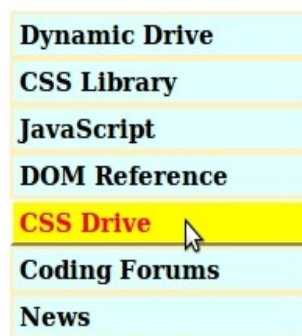 Dynamic Drive
CSS Library
JavaScript
DOM Reference
CSS Drive
Coding Forums
News